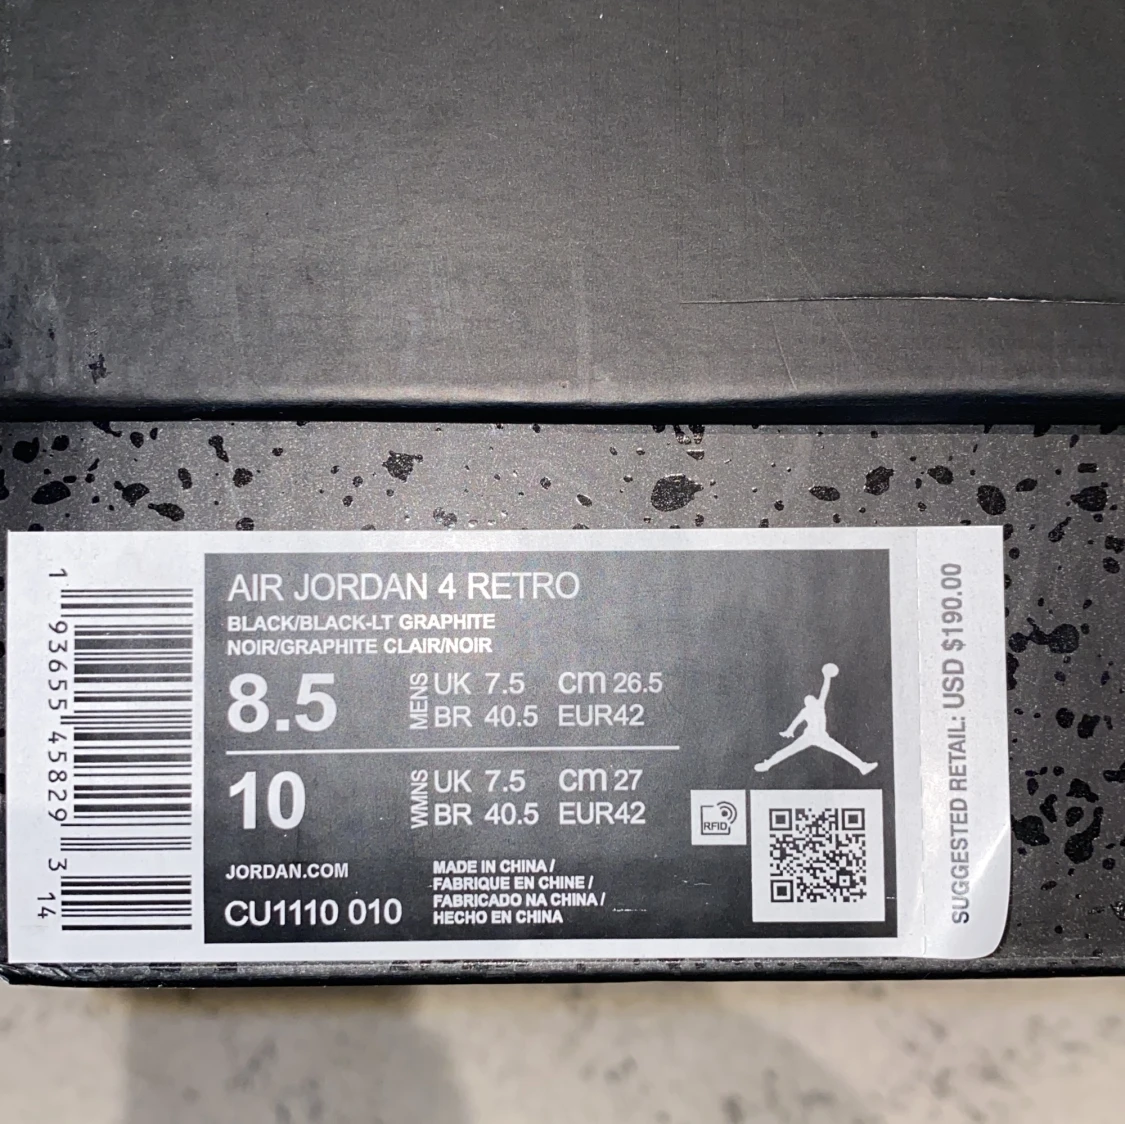 AIR JORDAN 4 RETRO
BLACK/BLACK-LT GRAPHITE
NOIR/GRAPHITE CLAIR/NOIR
8.5 MENS UK 7.5 cm 26.5
BR 40.5 EUR42
10 WMNS UK 7.5 cm 27
BR 40.5 EUR42
JORDAN.COM
CU1110 010
MADE IN CHINA /
FABRIQUE EN CHINE /
FABRICADO NA CHINA /
HECHO EN CHINA
RFID
1 93655 45829 3 14
SUGGESTED RETAIL: USD $190.00